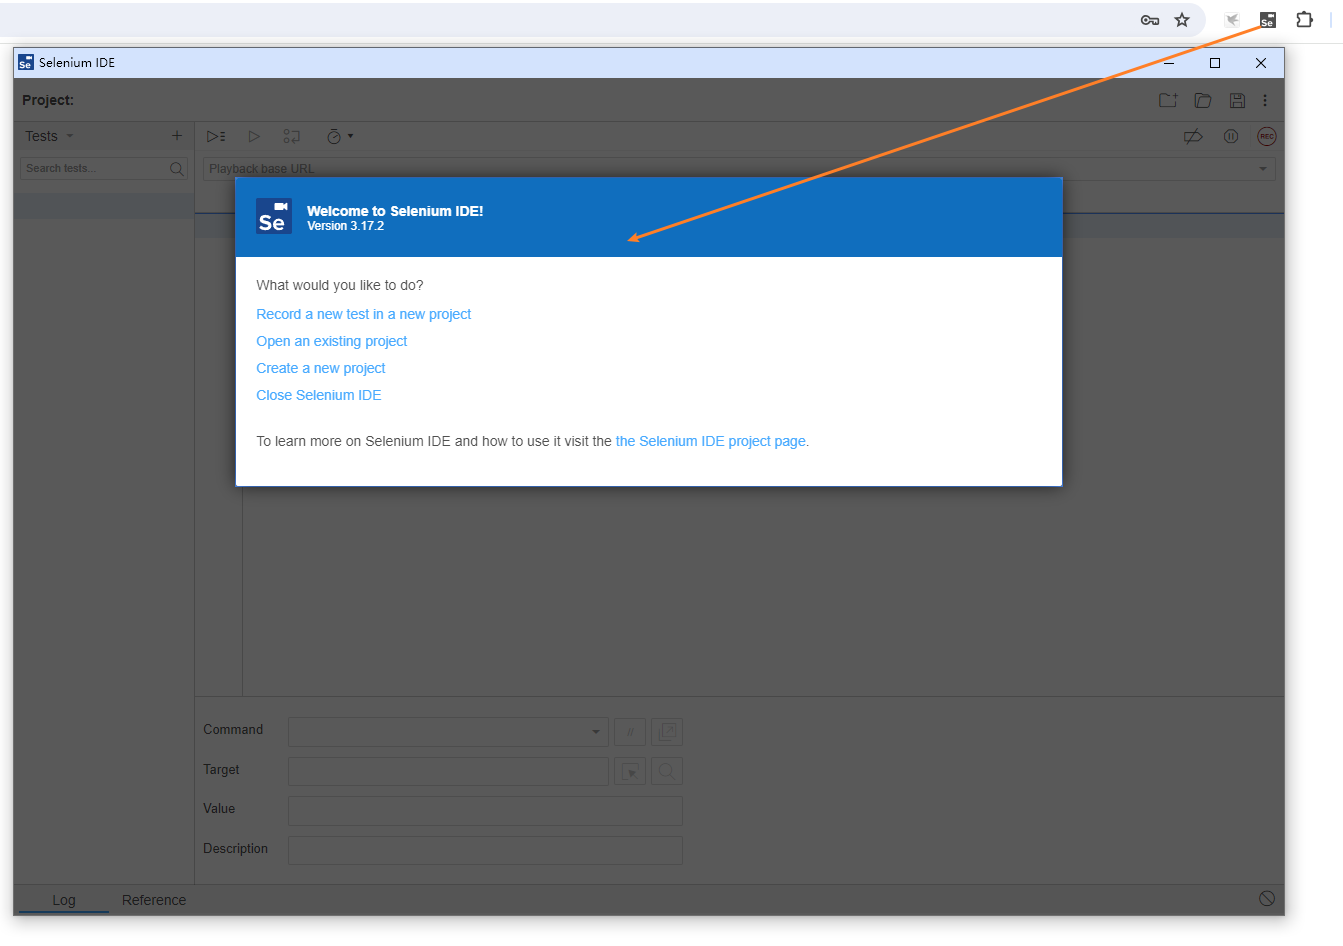 Se
Se Selenium IDE
Project:
Tests
REC
Search tests...
Playback base URL
Se
Welcome to Selenium IDE!
Version 3.17.2
What would you like to do?
Record a new test in a new project
Open an existing project
Create a new project
Close Selenium IDE
To learn more on Selenium IDE and how to use it visit the the Selenium IDE project page.
Command
//
Target
Value
Description
Log Reference